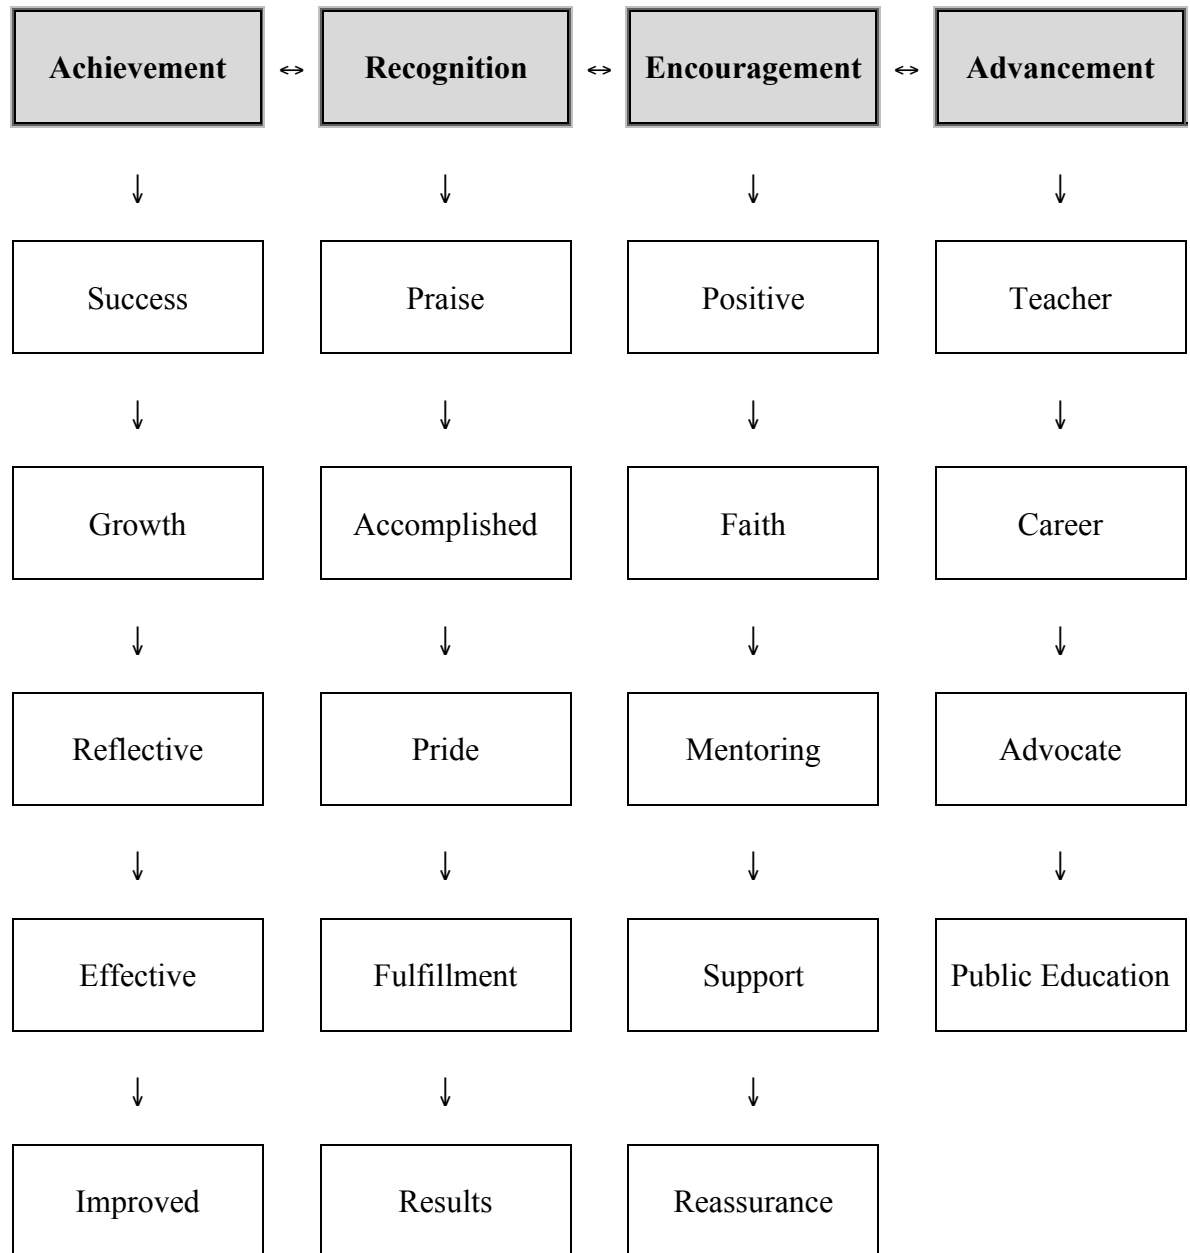 Achievement ↔ Recognition ↔ Encouragement ↔ Advancement
↓ ↓ ↓ ↓
Success Praise Positive Teacher
↓ ↓ ↓ ↓
Growth Accomplished Faith Career
↓ ↓ ↓ ↓
Reflective Pride Mentoring Advocate
↓ ↓ ↓ ↓
Effective Fulfillment Support Public Education
↓ ↓ ↓
Improved Results Reassurance